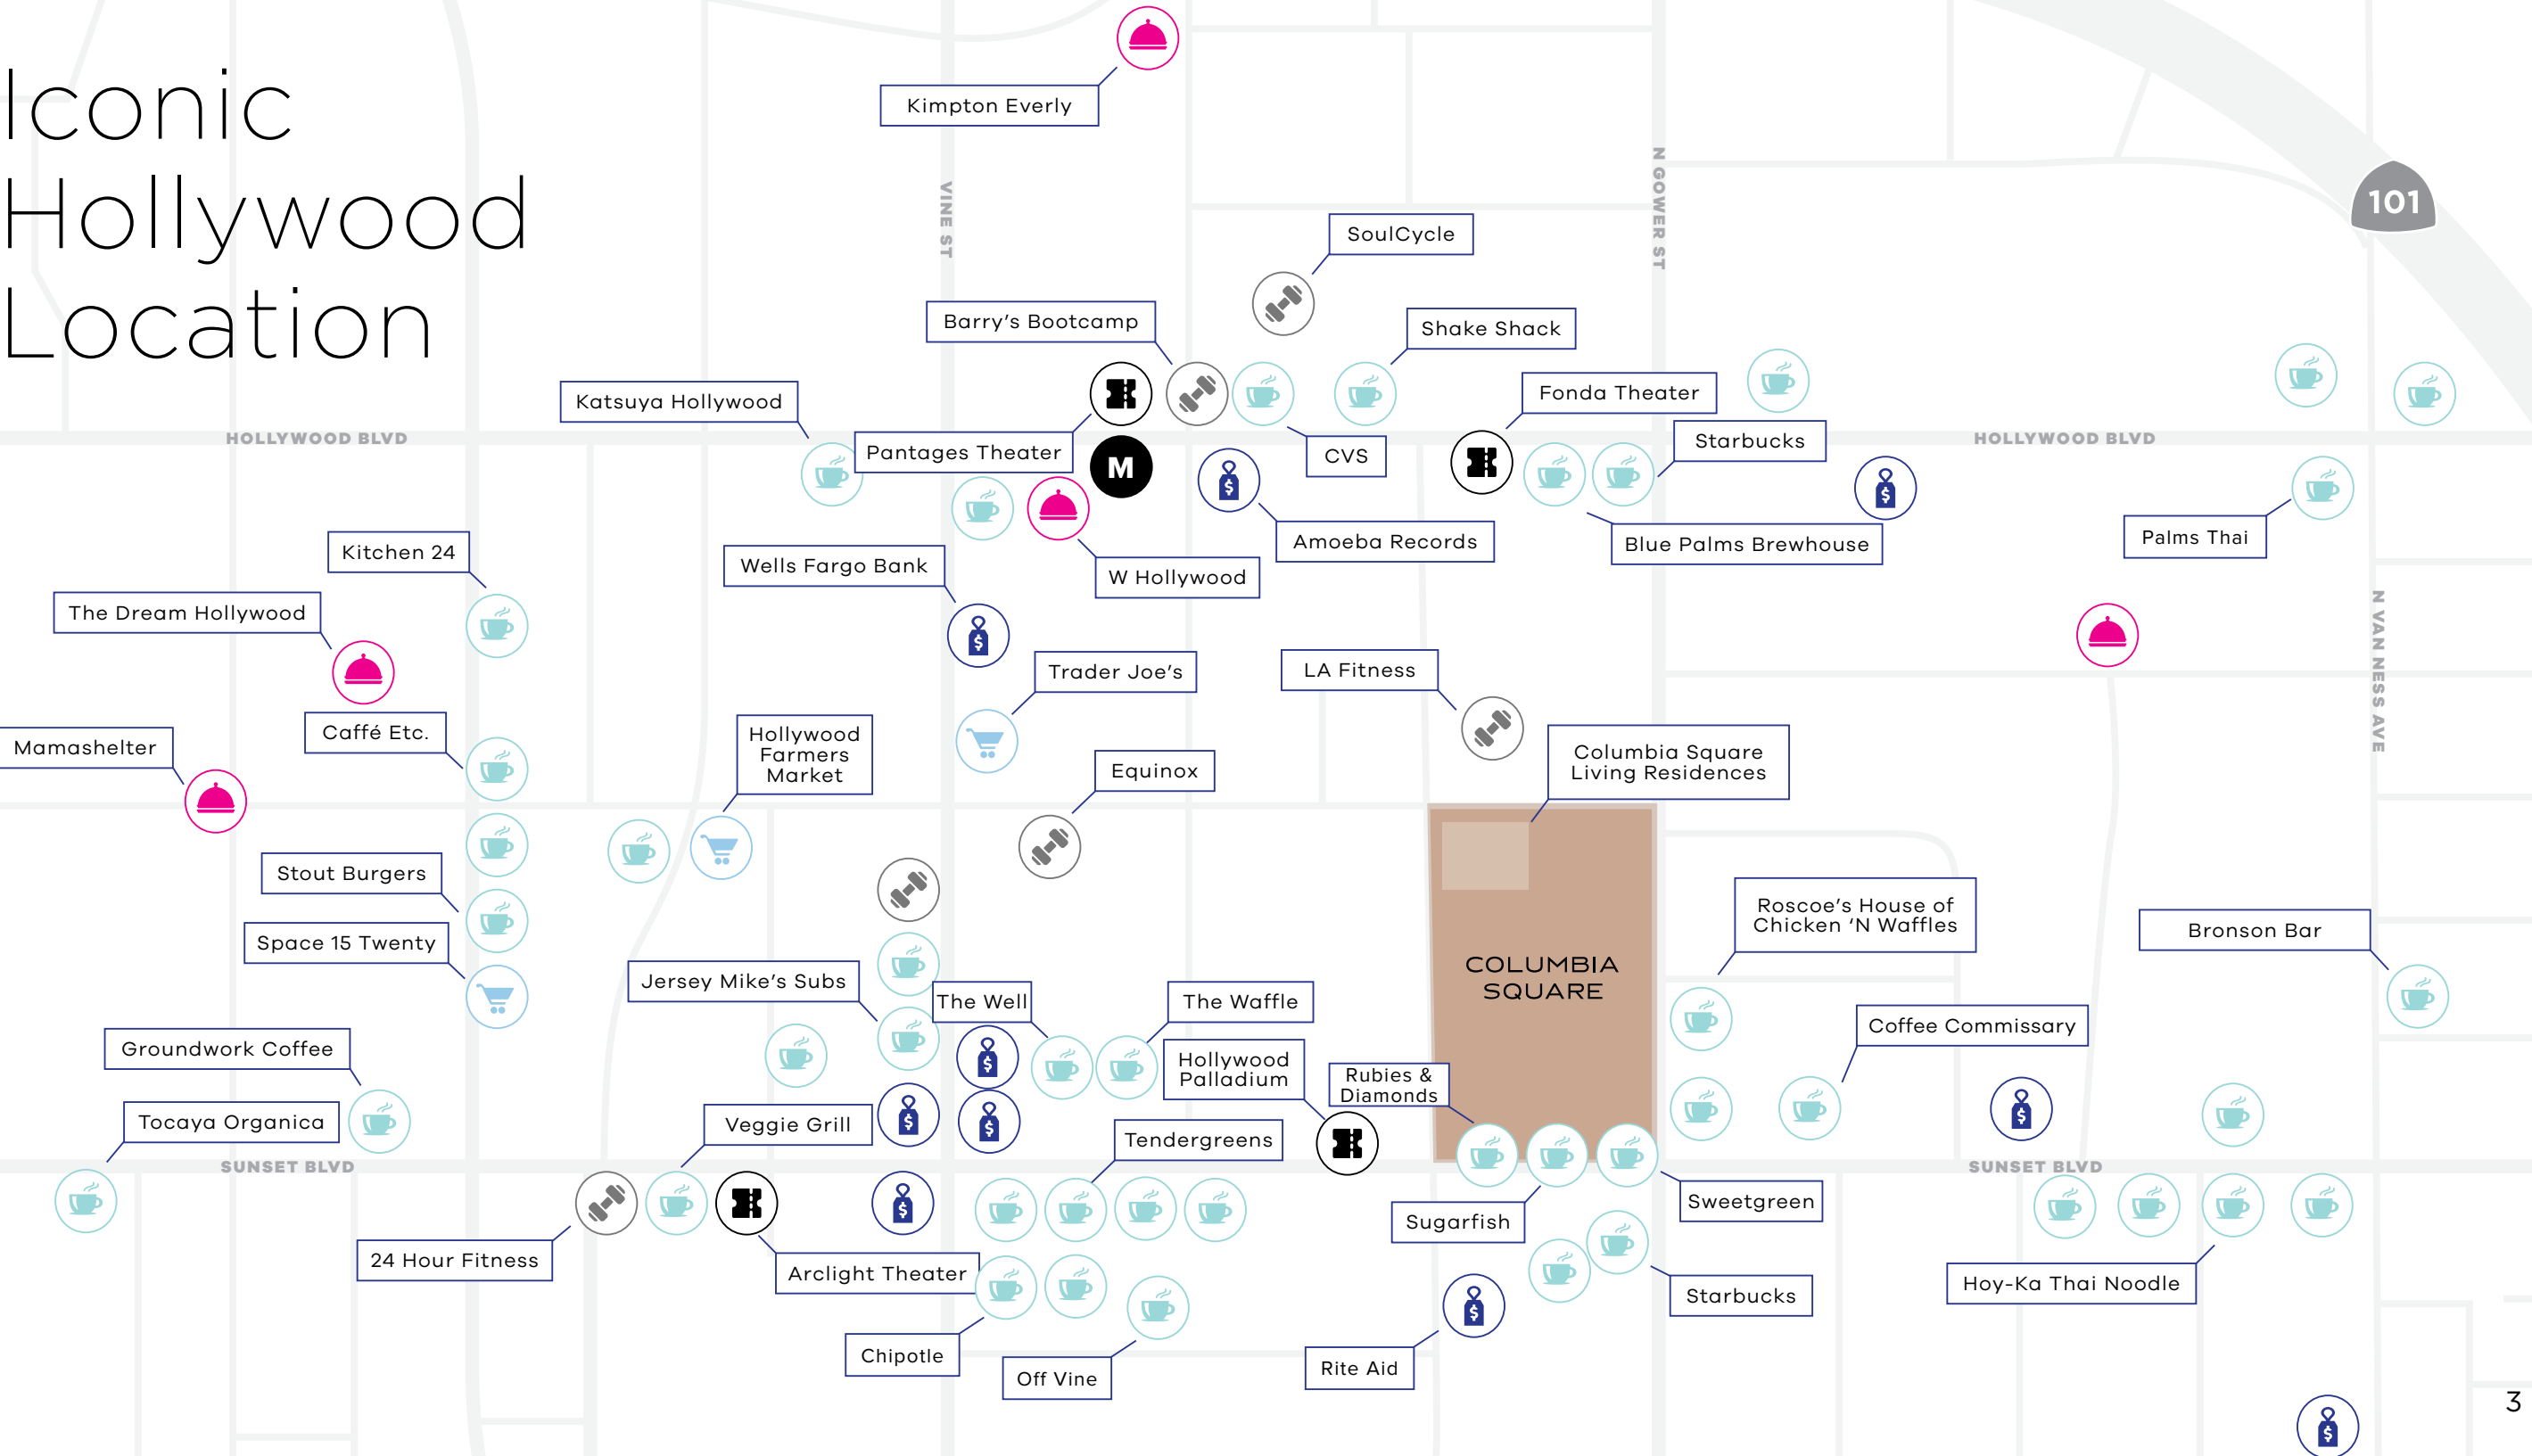 Iconic
Hollywood
Location
Kimpton Everly
VINE ST
N GOWER ST
101
SoulCycle
Barry's Bootcamp
Shake Shack
Katsuya Hollywood
Fonda Theater
HOLLYWOOD BLVD
Pantages Theater
M
CVS
Starbucks
HOLLYWOOD BLVD
$
$
Amoeba Records
Blue Palms Brewhouse
Palms Thai
Kitchen 24
Wells Fargo Bank
W Hollywood
The Dream Hollywood
$
N VAN NESS AVE
Trader Joe's
LA Fitness
Mamashelter
Caffé Etc.
Hollywood
Farmers
Market
Equinox
Columbia Square
Living Residences
Stout Burgers
Space 15 Twenty
Roscoe's House of
Chicken 'N Waffles
Bronson Bar
COLUMBIA
SQUARE
Jersey Mike's Subs
The Well
The Waffle
Coffee Commissary
Groundwork Coffee
$
Hollywood
Palladium
Rubies &
Diamonds
Tocaya Organica
Veggie Grill
$
$
Tendergreens
$
SUNSET BLVD
SUNSET BLVD
$
Sugarfish
Sweetgreen
24 Hour Fitness
Arclight Theater
Starbucks
Hoy-Ka Thai Noodle
$
Chipotle
Off Vine
Rite Aid
3
$